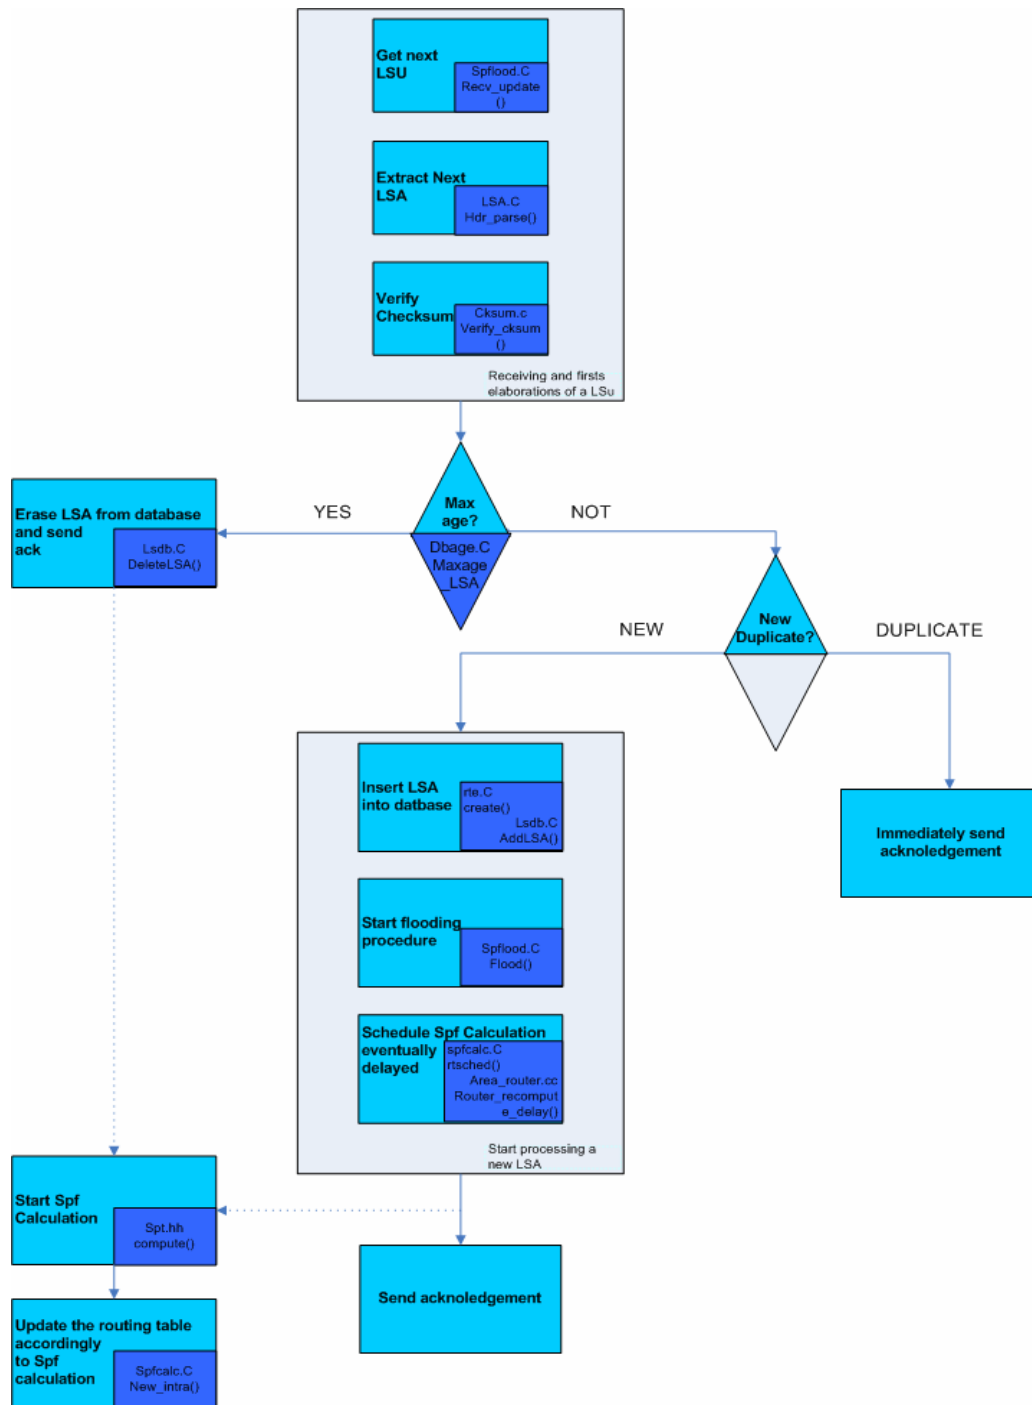 Get next
LSU
Spflood.C
Recv_update
()
Extract Next
LSA
LSA.C
Hdr_parse()
Verify
Checksum
Cksum.c
Verify_cksum
()
Receiving and firsts
elaborations of a LSu
Max
age?
Dbage.C
Maxage
_LSA
YES
NOT
Erase LSA from database
and send
ack
Lsdb.C
DeleteLSA()
New
Duplicate?
NEW
DUPLICATE
Insert LSA
into datbase
rte.C
create()
Lsdb.C
AddLSA()
Immediately send
acknoledgement
Start flooding
procedure
Spflood.C
Flood()
Schedule Spf Calculation
eventually
delayed
spfcalc.C
rtsched()
Area_router.cc
Router_recomput
e_delay()
Start processing a
new LSA
Start Spf
Calculation
Spt.hh
compute()
Send acknoledgement
Update the routing table
accordingly
to Spf
calculation
Spfcalc.C
New_intra()